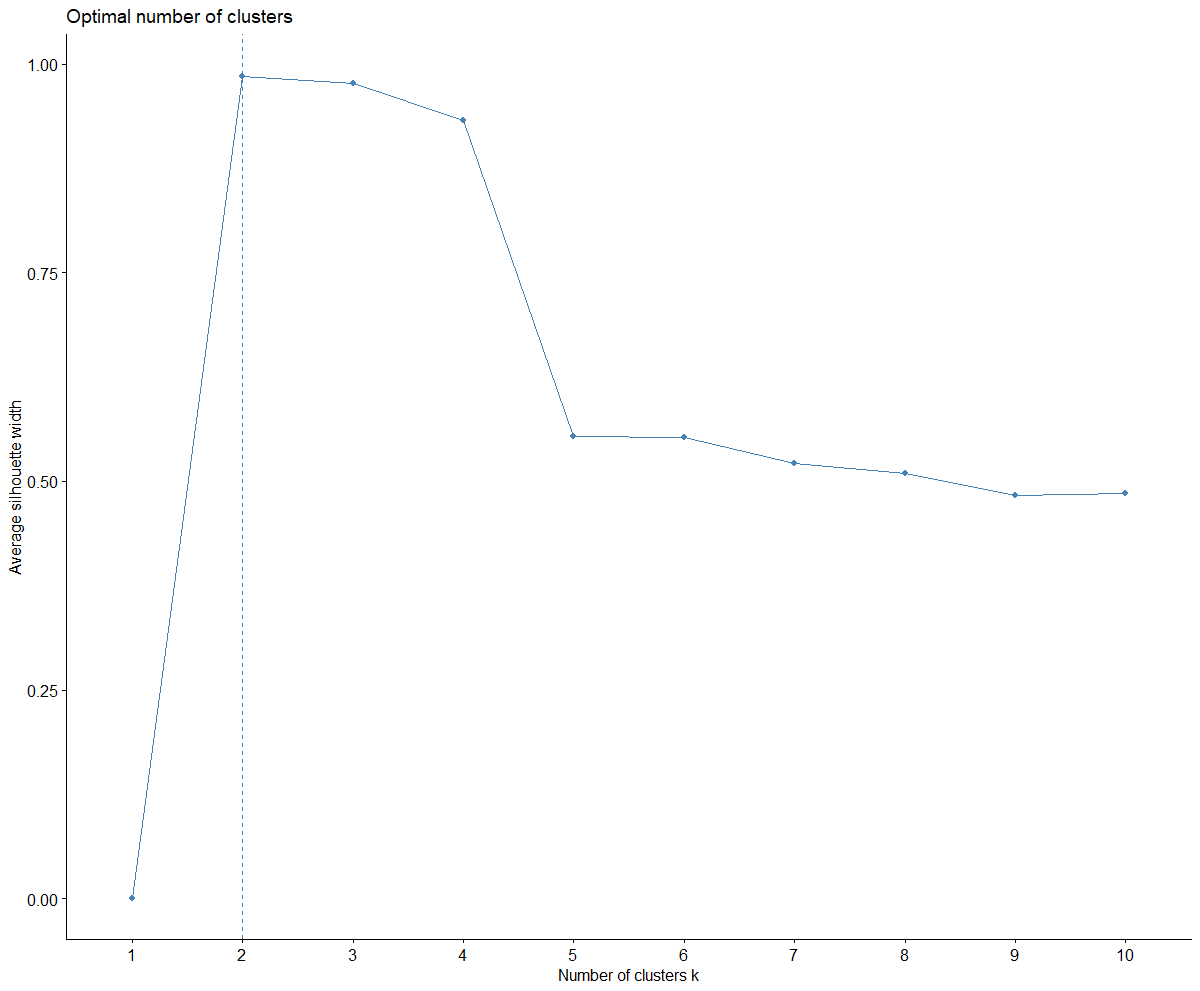 Optimal number of clusters
Average silhouette width
1.00
0.75
0.50
0.25
0.00
1 2 3 4 5 6 7 8 9 10
Number of clusters k